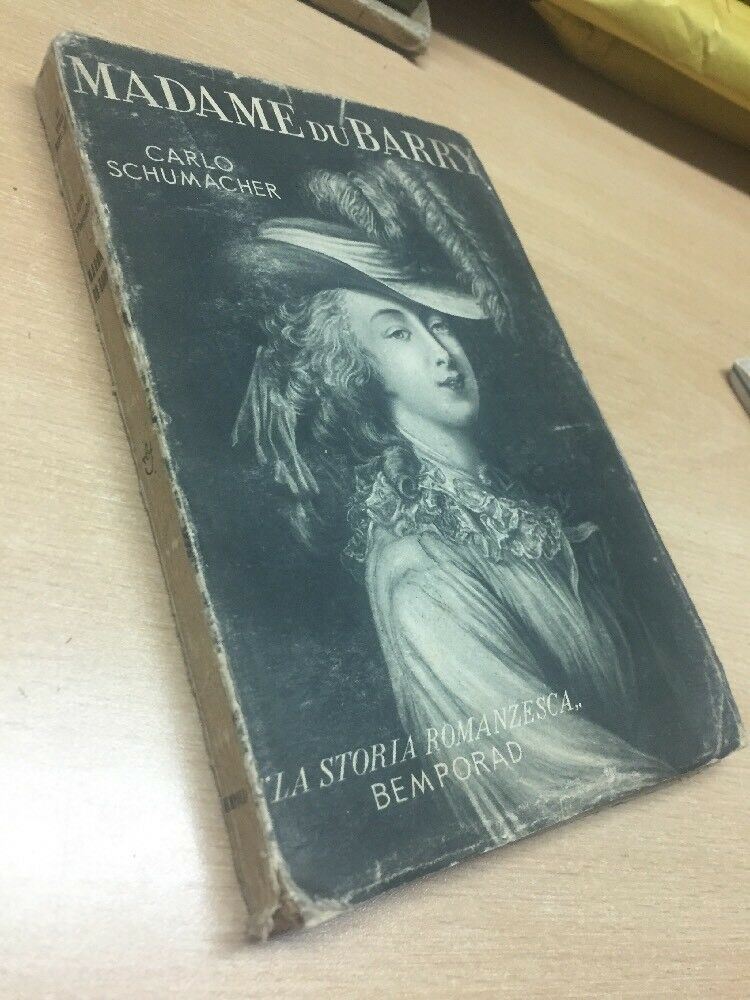 MADAME DU BARRY
CARLO
SCHUMACHER
"LA STORIA ROMANZESCA„
BEMPORAD